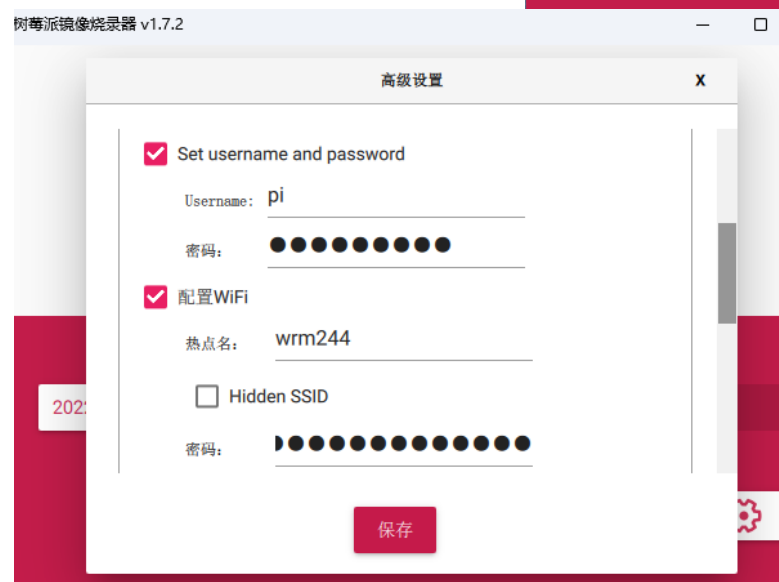 树莓派镜像烧录器 v1.7.2
高级设置
X
Set username and password
Username: pi
密码: ●●●●●●●●●
配置WiFi
热点名: wrm244
Hidden SSID
密码: ●●●●●●●●●●●●●
202
保存